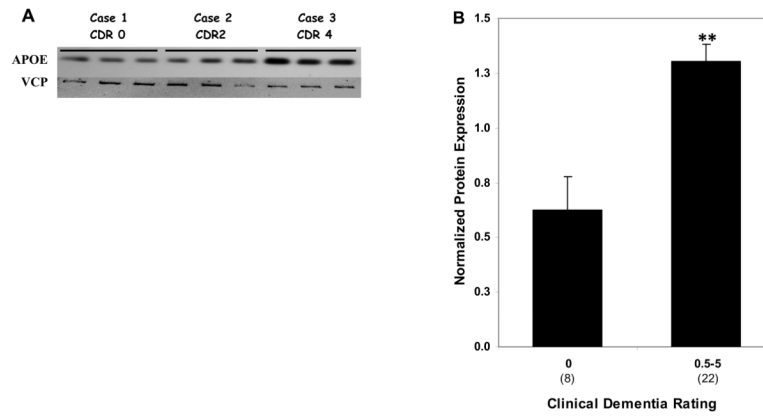 A
Case 1 Case 2 Case 3
CDR 0 CDR2 CDR 4
APOE
VCP
B
Normalized Protein Expression
1.5
1.3
1.0
0.8
0.5
0.3
0.0
**
0 0.5-5
(8) (22)
Clinical Dementia Rating